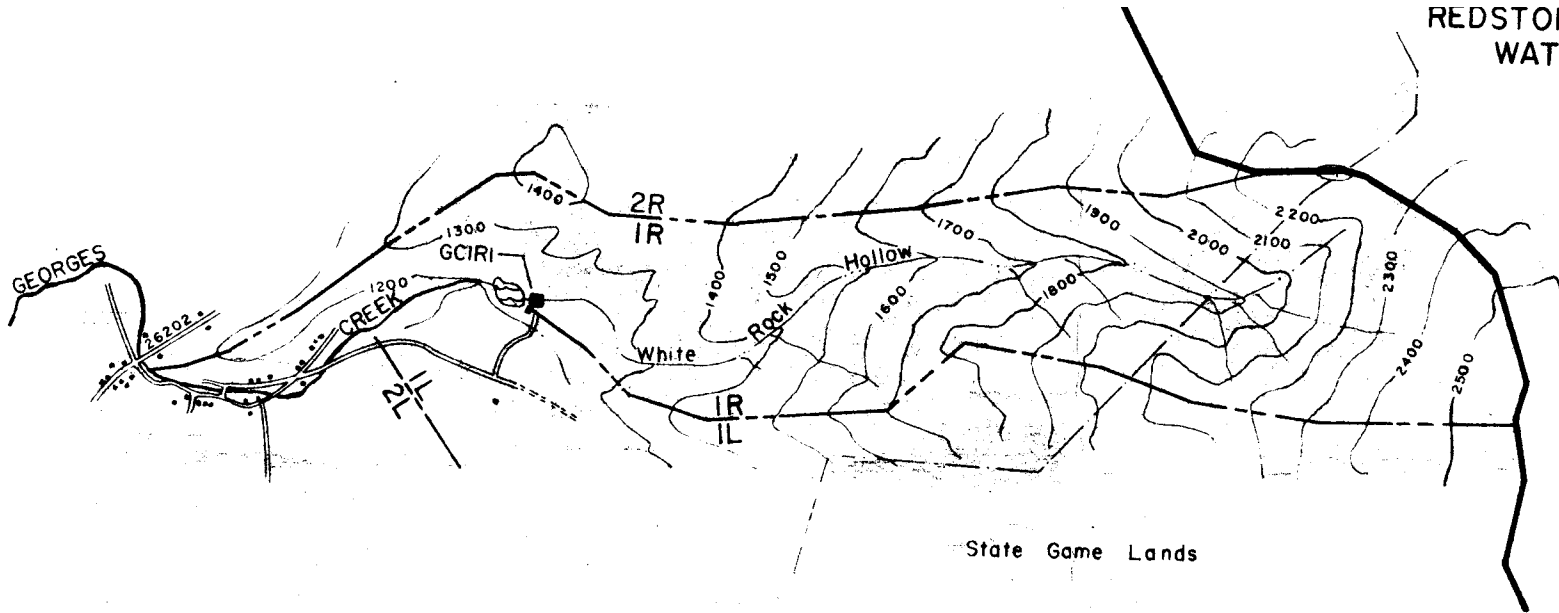 REDSTO
WAT
2200
1400
2R
1R
1900
2000
2100
1300
1700
2300
GC1R1
Hollow
GEORGES
1200
1500
1400
1800
1600
26202
CREEK
Rock
White
2400
2500
1L
2L
1R
1L
State Game Lands